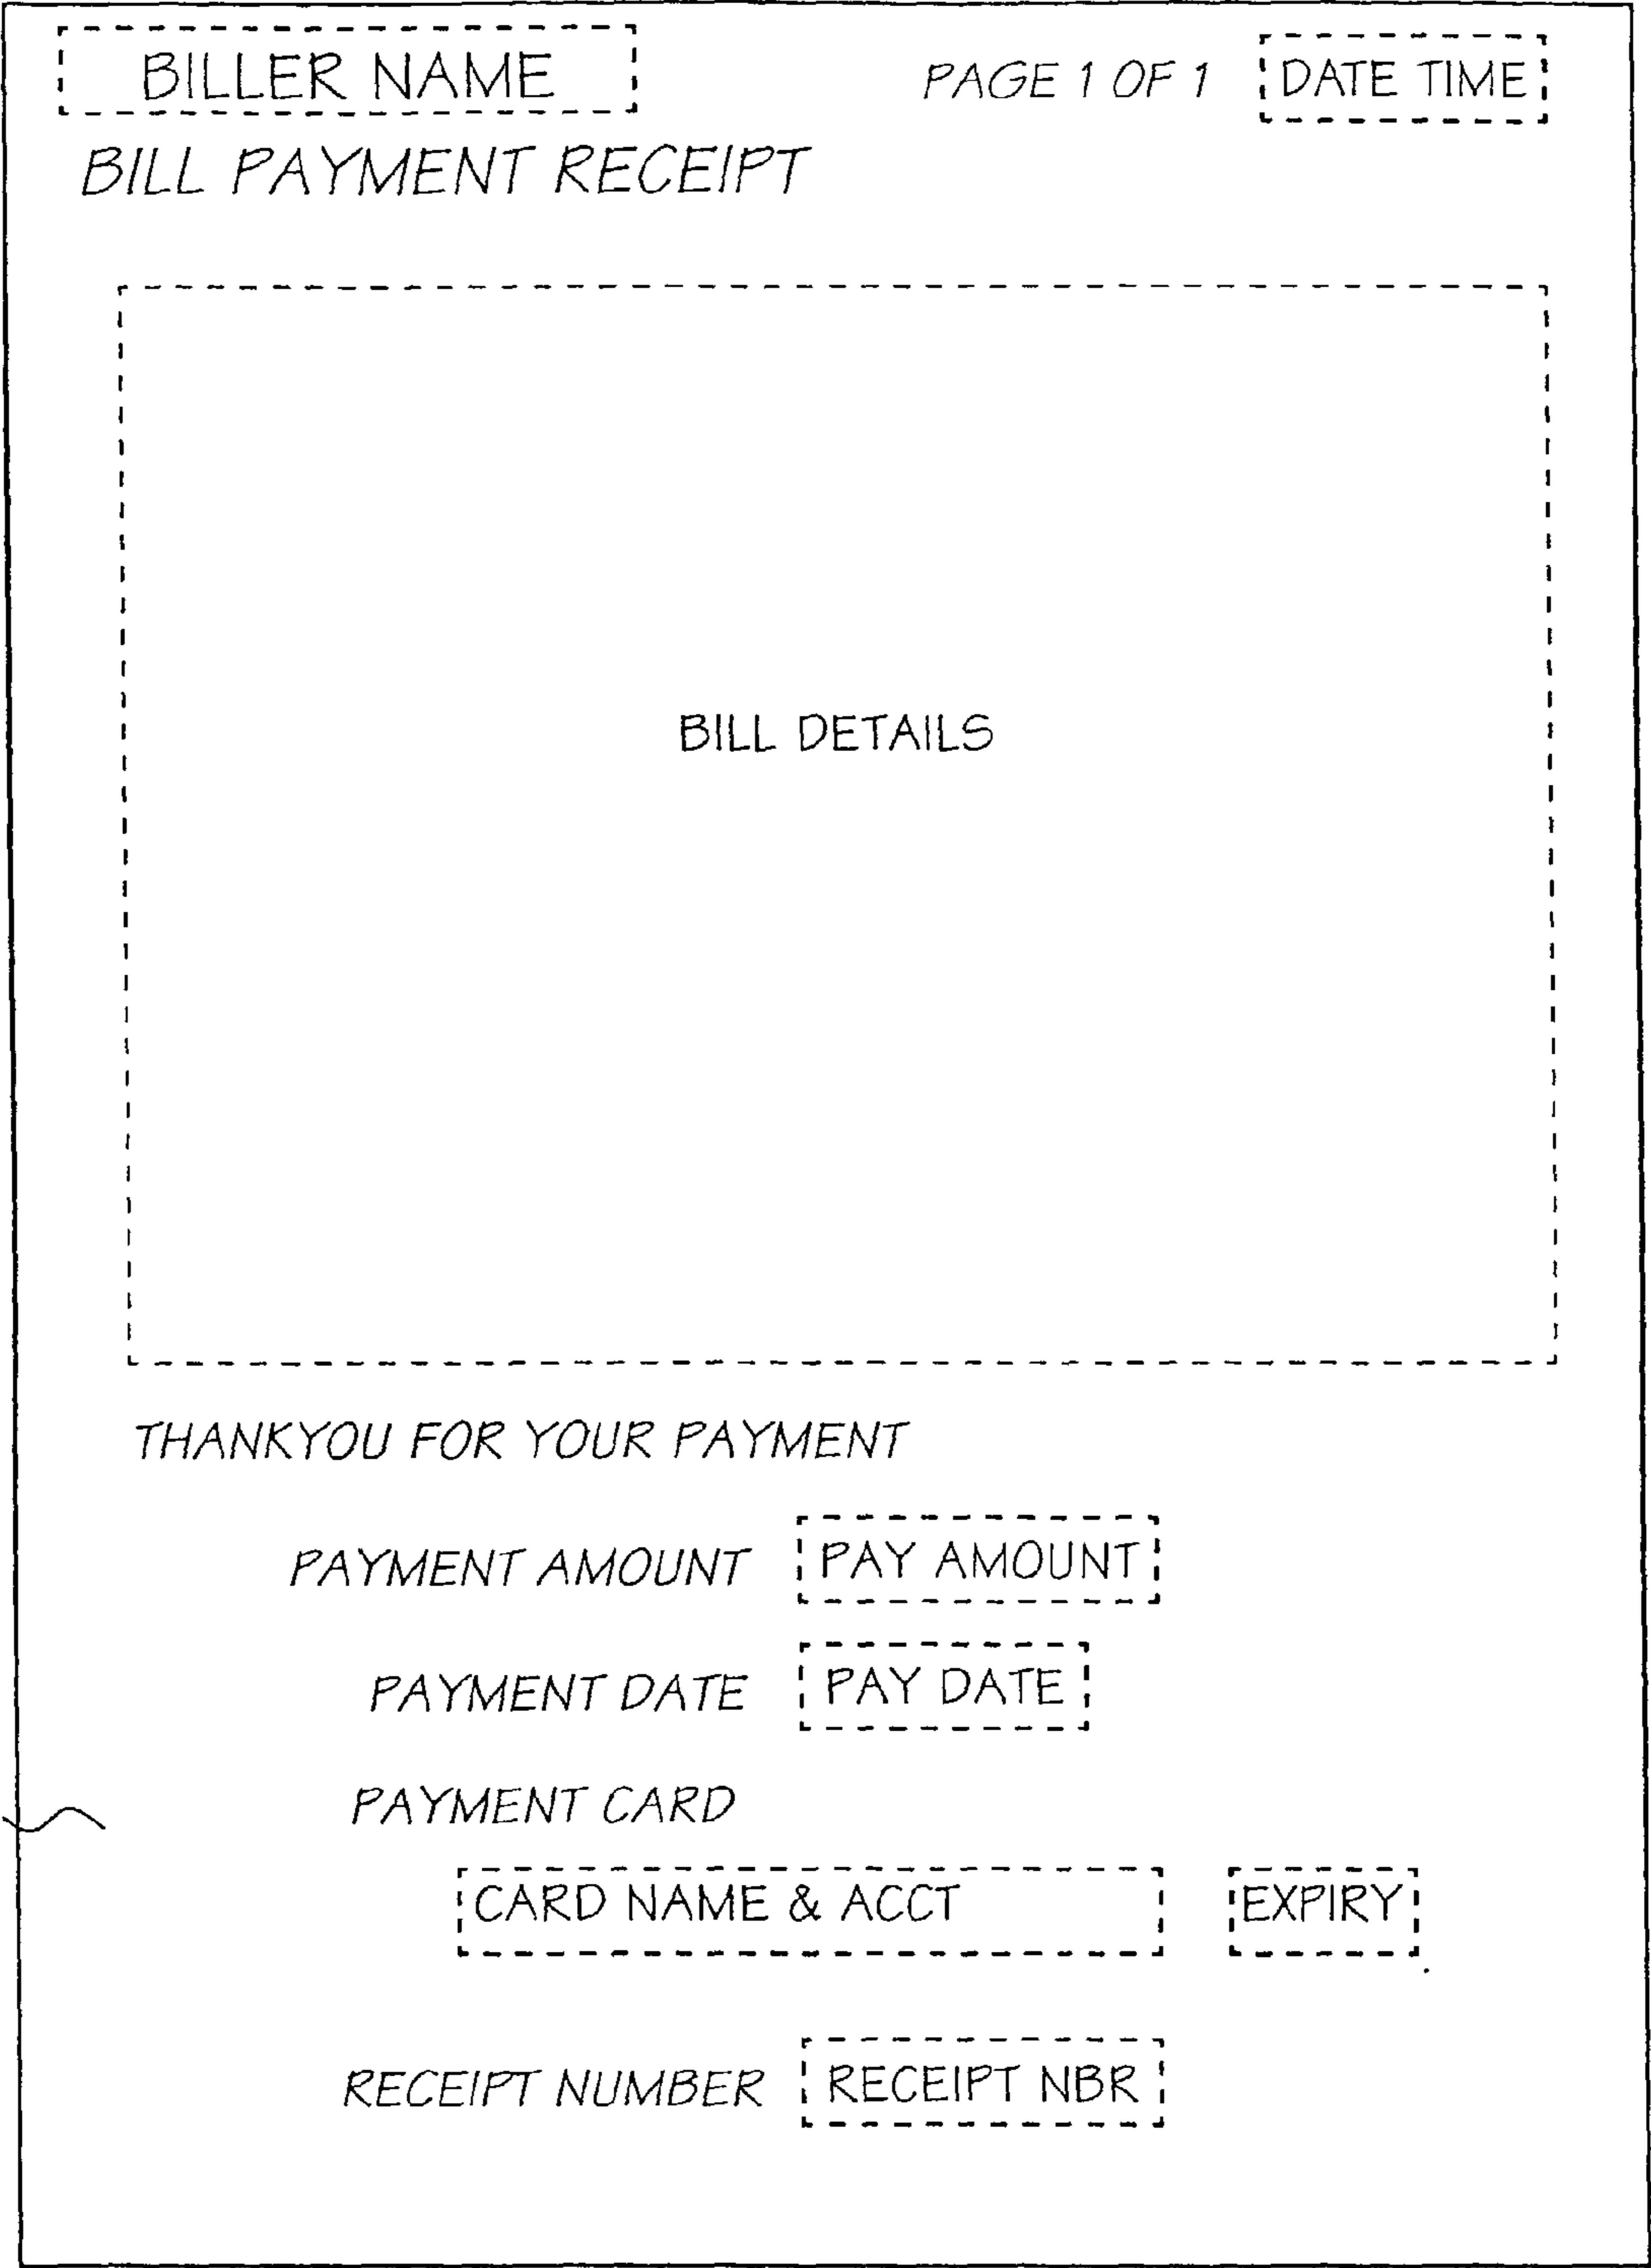 BILLER NAME PAGE 1 OF 1 DATE TIME
BILL PAYMENT RECEIPT
BILL DETAILS
THANKYOU FOR YOUR PAYMENT
PAYMENT AMOUNT PAY AMOUNT
PAYMENT DATE PAY DATE
PAYMENT CARD
CARD NAME & ACCT EXPIRY
RECEIPT NUMBER RECEIPT NBR